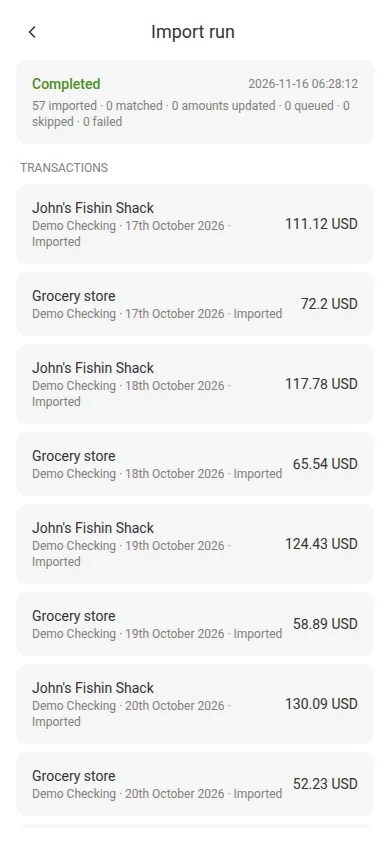 Import run
Completed
2026-11-16 06:28:12
57 imported · 0 matched · 0 amounts updated · 0 queued · 0
skipped · 0 failed
TRANSACTIONS
John's Fishin Shack
Demo Checking · 17th October 2026 ·
Imported
111.12 USD
Grocery store
Demo Checking · 17th October 2026 · Imported
72.2 USD
John's Fishin Shack
Demo Checking · 18th October 2026 ·
Imported
117.78 USD
Grocery store
Demo Checking · 18th October 2026 · Imported
65.54 USD
John's Fishin Shack
Demo Checking · 19th October 2026 ·
Imported
124.43 USD
Grocery store
Demo Checking · 19th October 2026 · Imported
58.89 USD
John's Fishin Shack
Demo Checking · 20th October 2026 ·
Imported
130.09 USD
Grocery store
Demo Checking · 20th October 2026 · Imported
52.23 USD